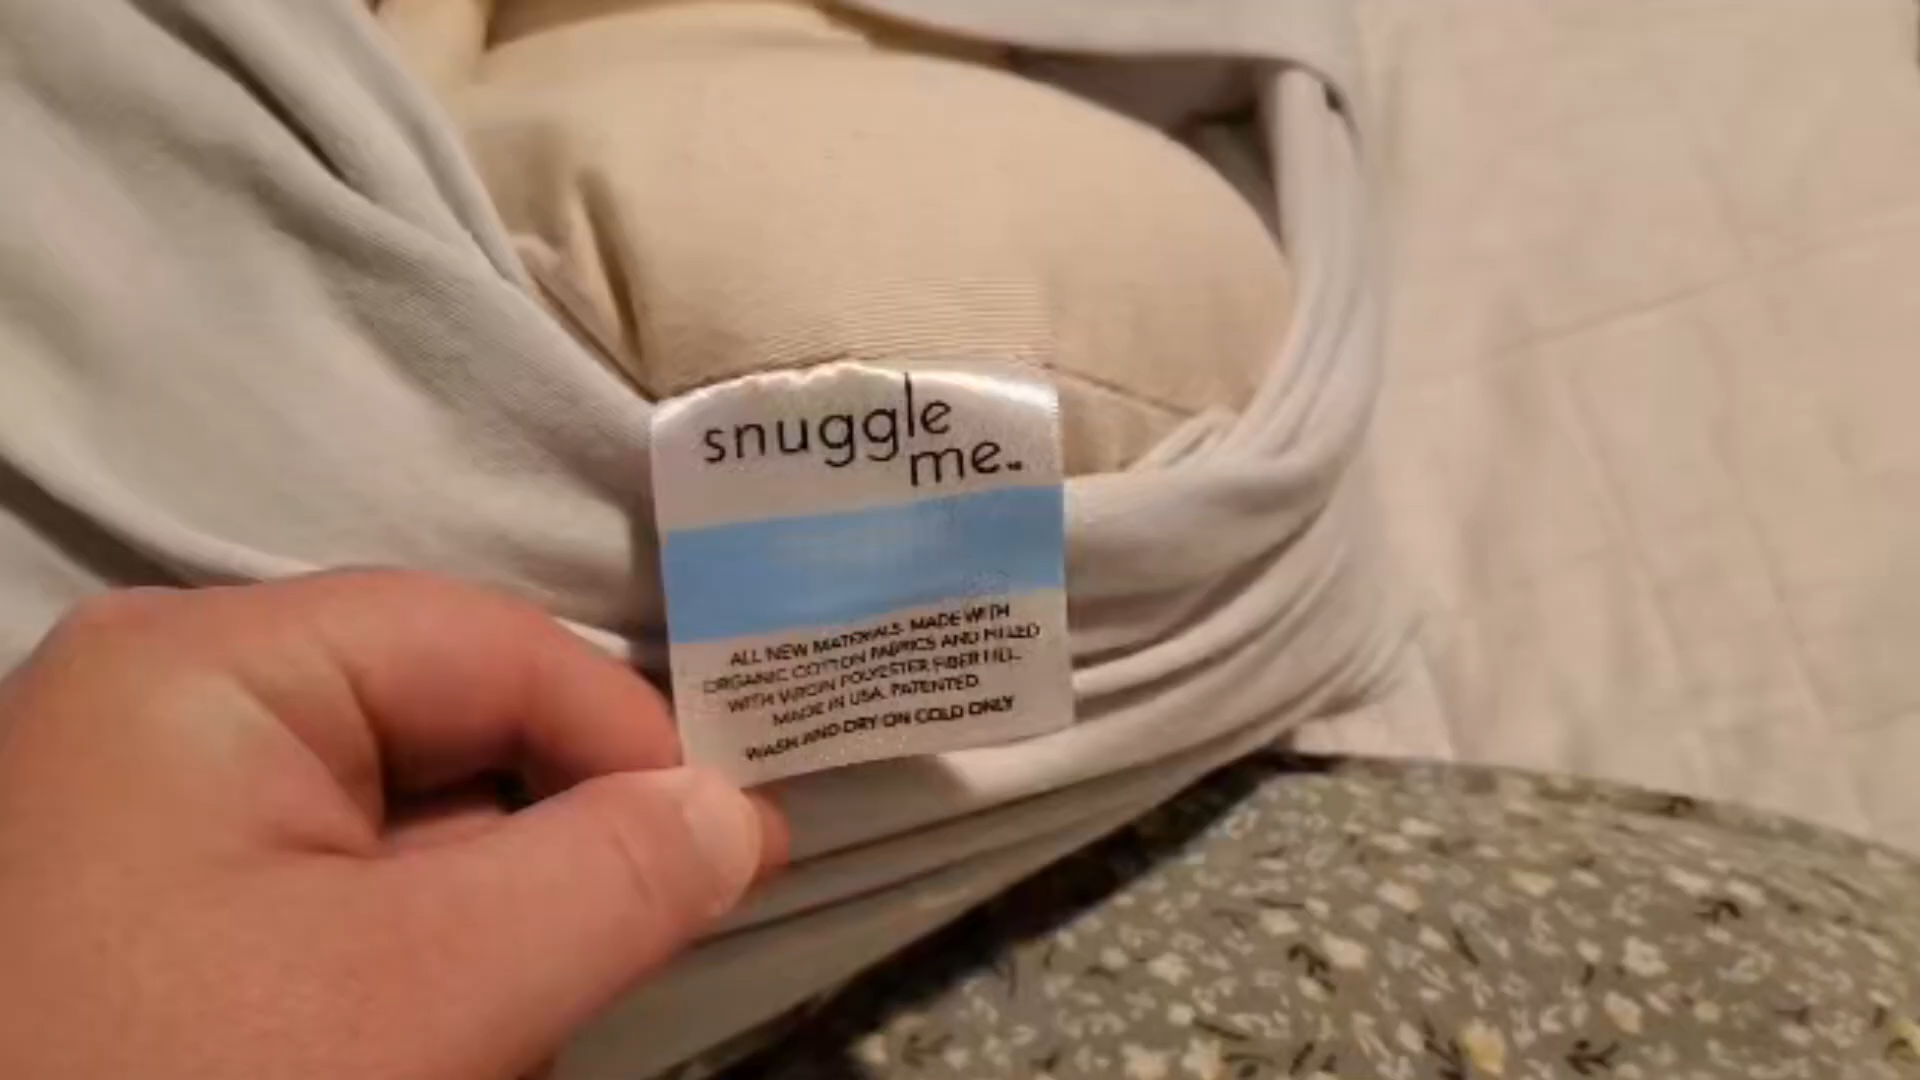 snuggle
me™
ALL NEW MATERIALS. MADE WITH
ORGANIC COTTON FABRICS AND FILLED
WITH VIRGIN POLYESTER FIBER FILL.
MADE IN USA. PATENTED
WASH AND DRY ON COLD ONLY